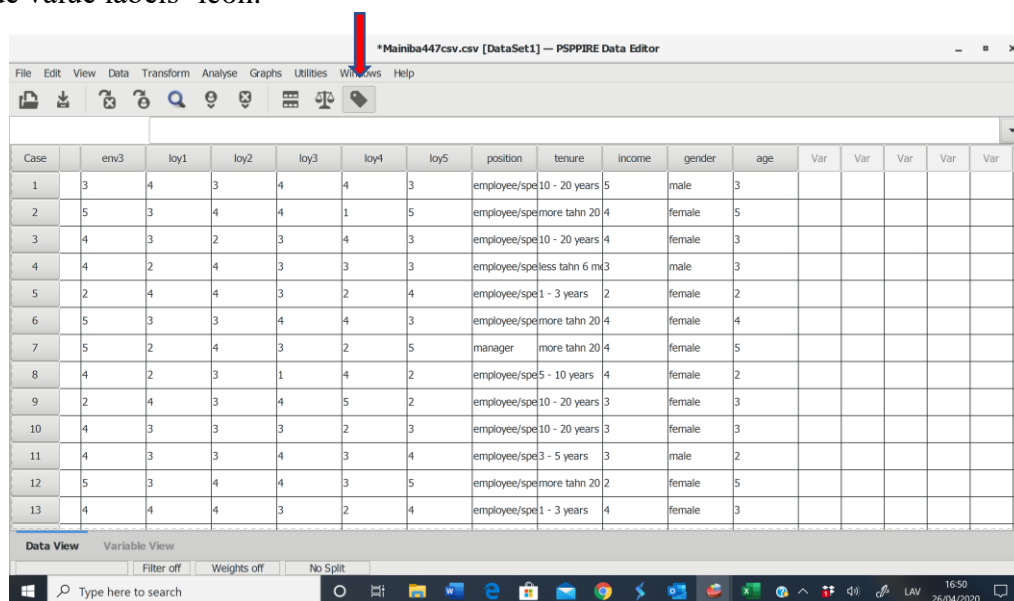 *Mainiba447csv.csv [DataSet1] — PSPPIRE Data Editor
File Edit View Data Transform Analyse Graphs Utilities Windows Help
Case env3 loy1 loy2 loy3 loy4 loy5 position tenure income gender age Var Var Var Var Var
1 3 4 3 4 4 3 employee/spe 10 - 20 years 5 male 3
2 5 3 4 4 1 5 employee/spe more tahn 20 4 female 5
3 4 3 2 3 4 3 employee/spe 10 - 20 years 4 female 3
4 4 2 4 3 3 3 employee/spe less tahn 6 mo 3 male 3
5 2 4 4 3 2 4 employee/spe 1 - 3 years 2 female 2
6 5 3 3 4 4 3 employee/spe more tahn 20 4 female 4
7 5 2 4 3 2 5 manager more tahn 20 4 female 5
8 4 2 3 1 4 2 employee/spe 5 - 10 years 4 female 2
9 2 4 3 4 5 2 employee/spe 10 - 20 years 3 female 3
10 4 3 3 3 2 3 employee/spe 10 - 20 years 3 female 3
11 4 3 3 4 3 4 employee/spe 3 - 5 years 3 male 2
12 5 3 4 4 3 5 employee/spe more tahn 20 2 female 5
13 4 4 4 3 2 4 employee/spe 1 - 3 years 4 female 3
Data View Variable View
Filter off Weights off No Split
Type here to search LAV 16:50
26/04/2020